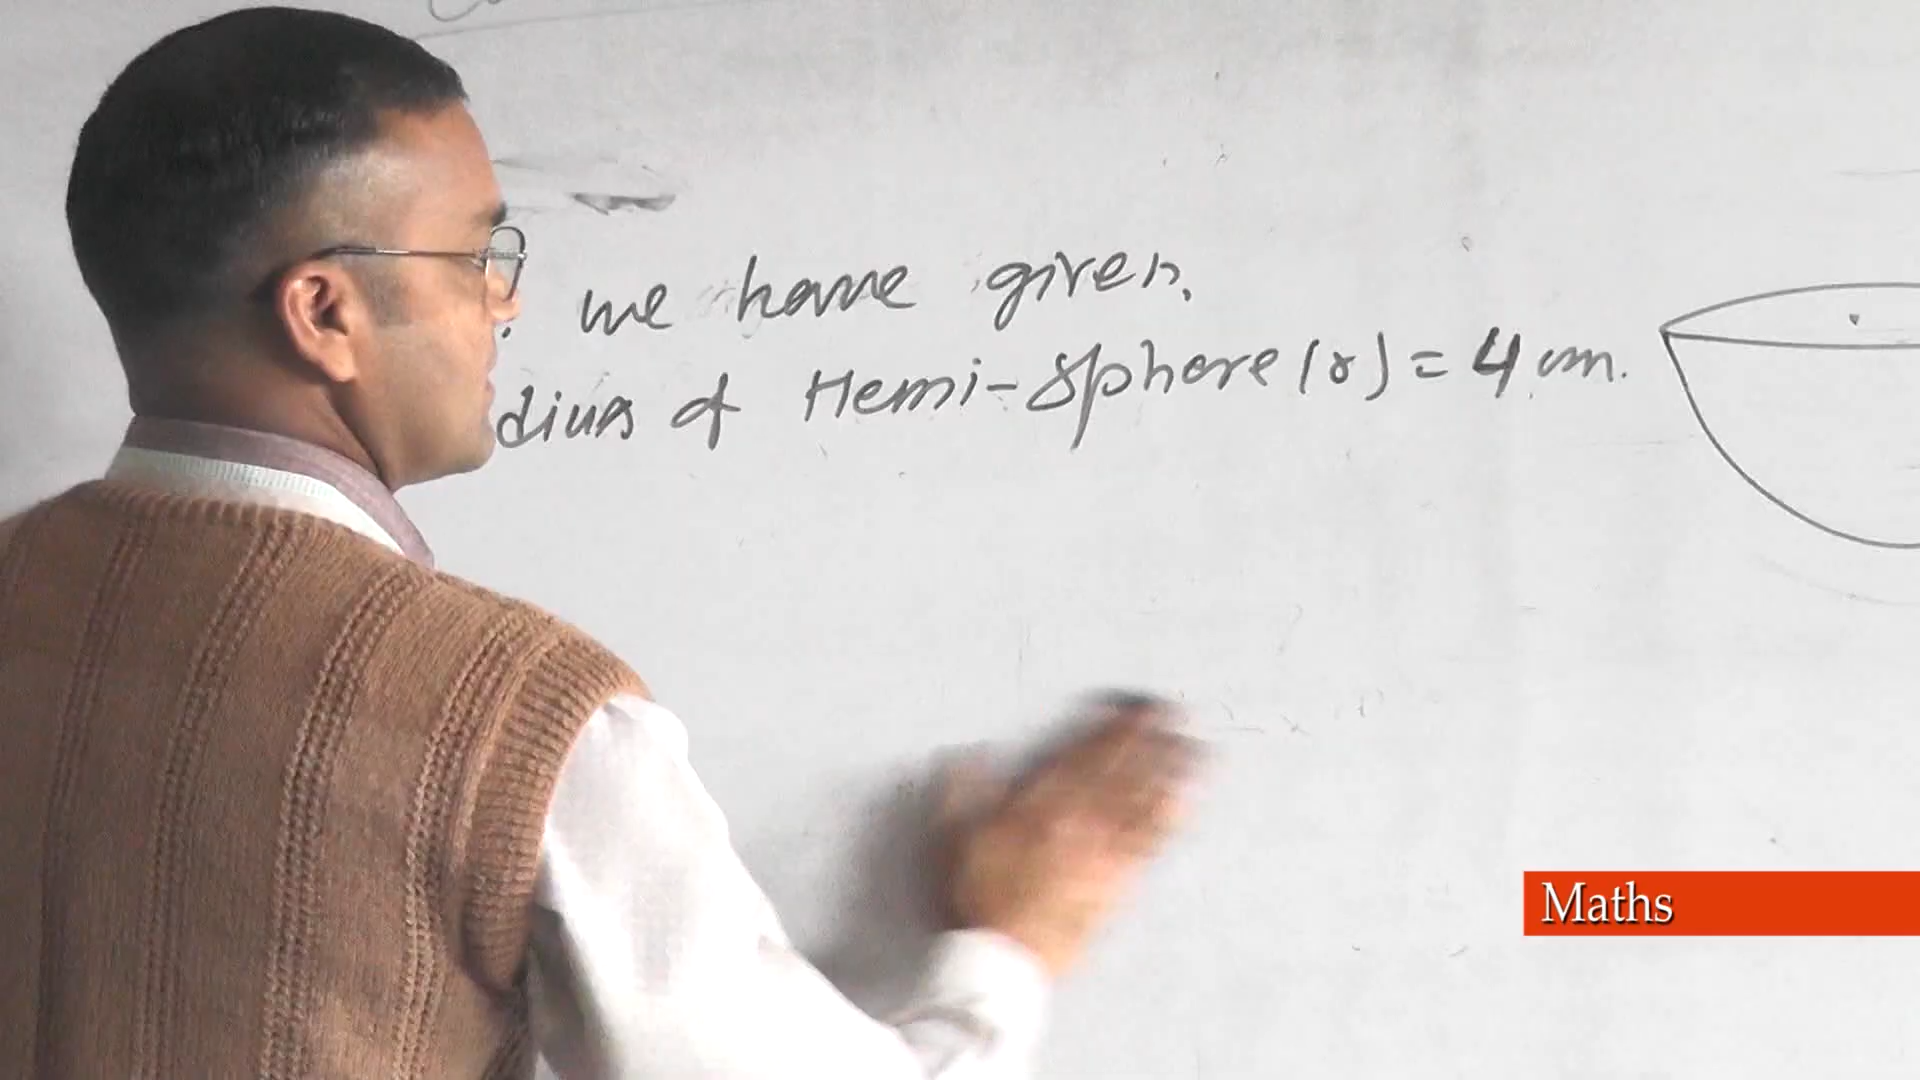 we have given.
dius of Hemi-Sphere (r) = 4 cm.
Maths